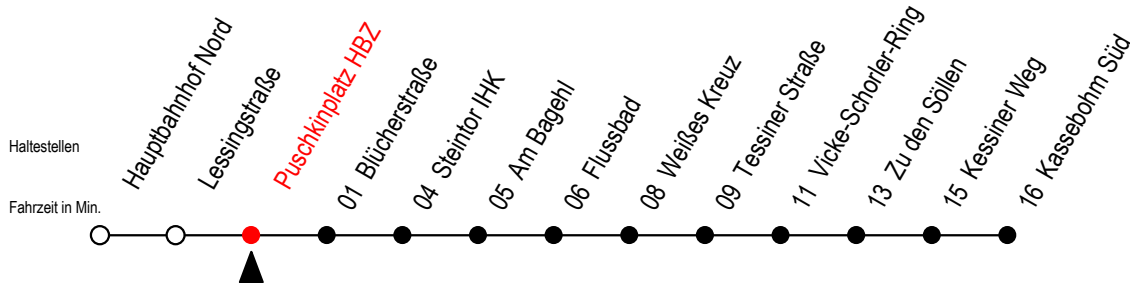 Haltestellen
Fahrzeit in Min.
Hauptbahnhof Nord
Lessingstraße
Puschkinplatz HBZ
01 Blücherstraße
04 Steintor IHK
05 Am Bagehl
06 Flussbad
08 Weißes Kreuz
09 Tessiner Straße
11 Vicke-Schorler-Ring
13 Zu den Söllen
15 Kessiner Weg
16 Kassebohm Süd